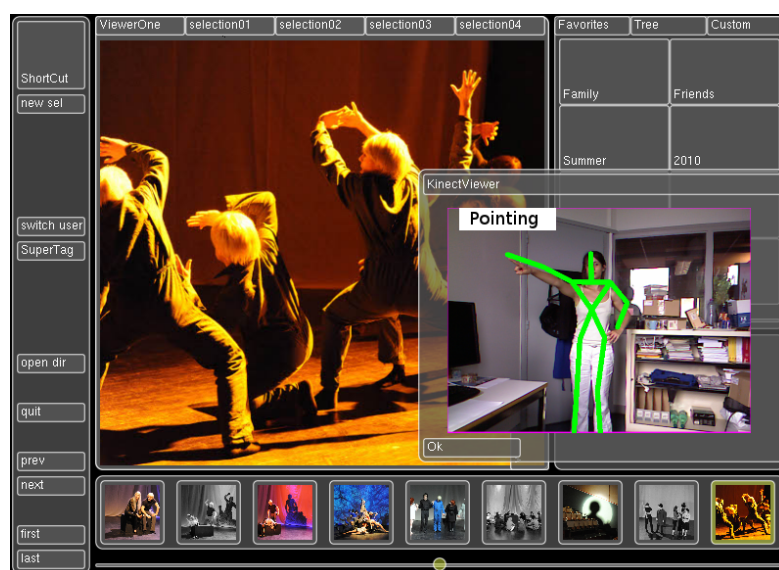 ViewerOne
selection01
selection02
selection03
selection04
Favorites
Tree
Custom
ShortCut
new sel
switch user
SuperTag
open dir
quit
prev
next
first
last
Family
Friends
Summer
2010
KinectViewer
Pointing
Ok